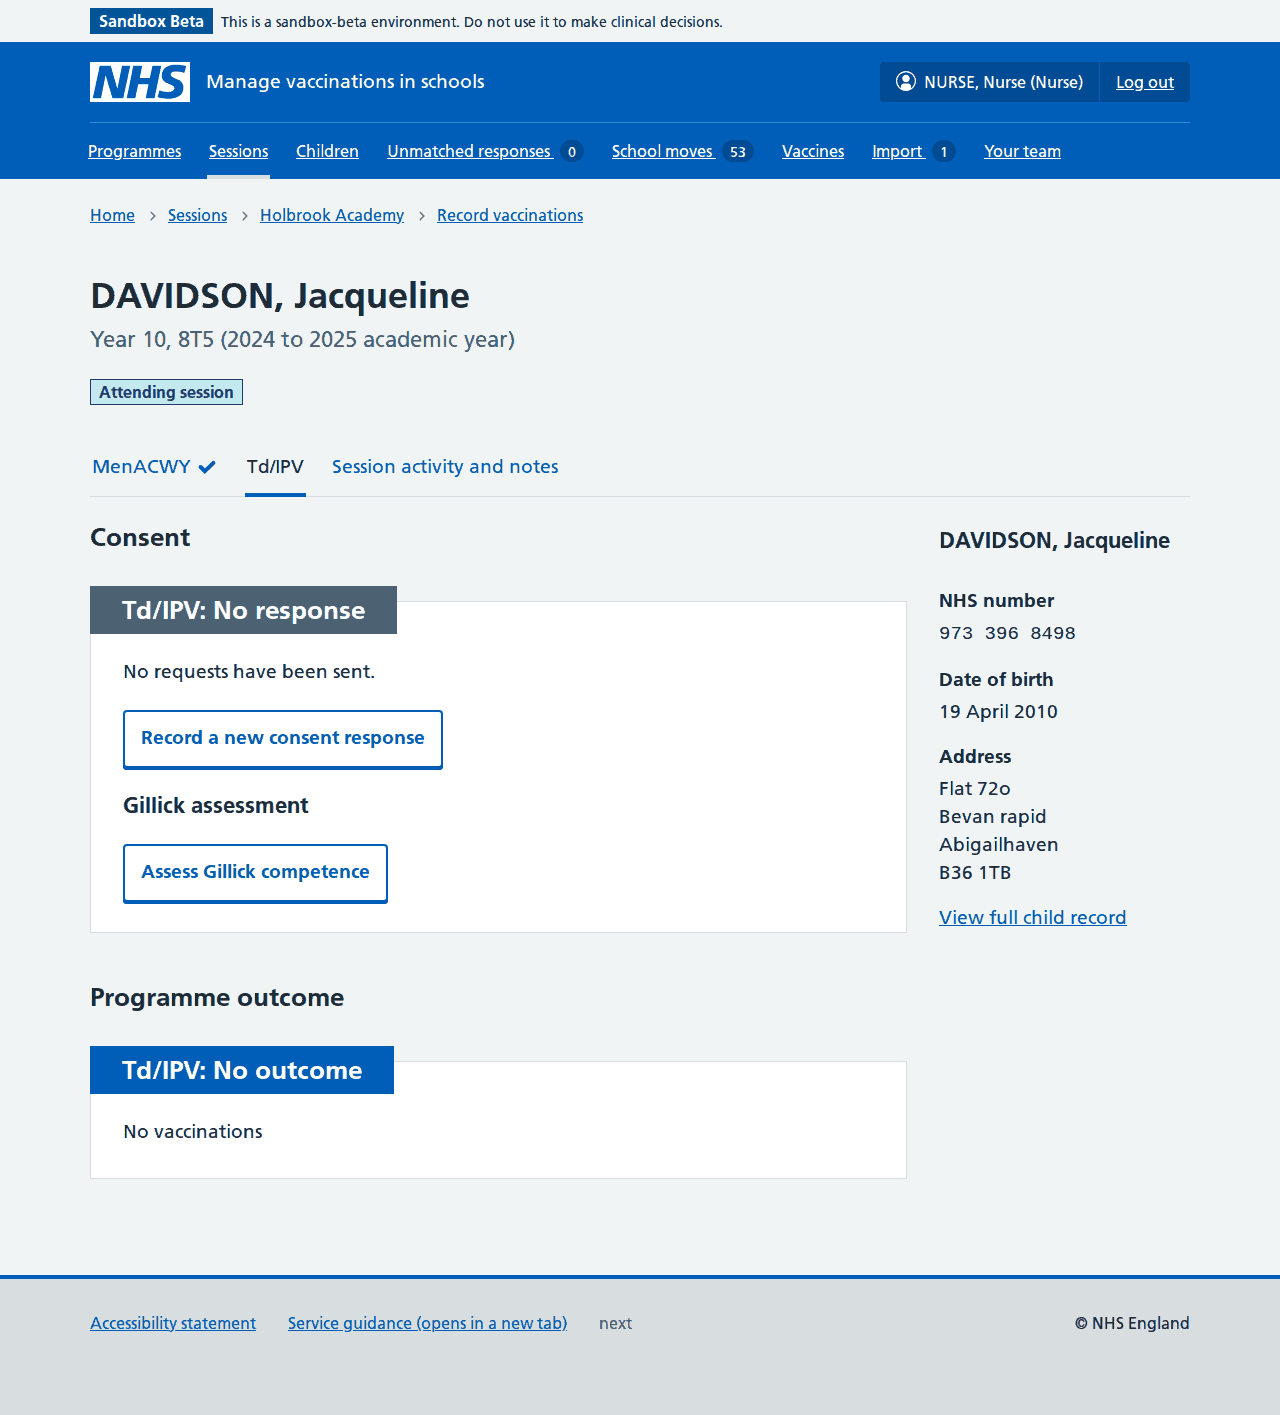 Sandbox Beta This is a sandbox-beta environment. Do not use it to make clinical decisions.
NHS Manage vaccinations in schools NURSE, Nurse (Nurse) Log out
Programmes Sessions Children Unmatched responses 0 School moves 53 Vaccines Import 1 Your team
Home Sessions Holbrook Academy Record vaccinations
DAVIDSON, Jacqueline
Year 10, 8T5 (2024 to 2025 academic year)
Attending session
MenACWY Td/IPV Session activity and notes
Consent
Td/IPV: No response
No requests have been sent.
Record a new consent response
Gillick assessment
Assess Gillick competence
Programme outcome
Td/IPV: No outcome
No vaccinations
DAVIDSON, Jacqueline
NHS number
973 396 8498
Date of birth
19 April 2010
Address
Flat 72o
Bevan rapid
Abigailhaven
B36 1TB
View full child record
Accessibility statement Service guidance (opens in a new tab) next © NHS England